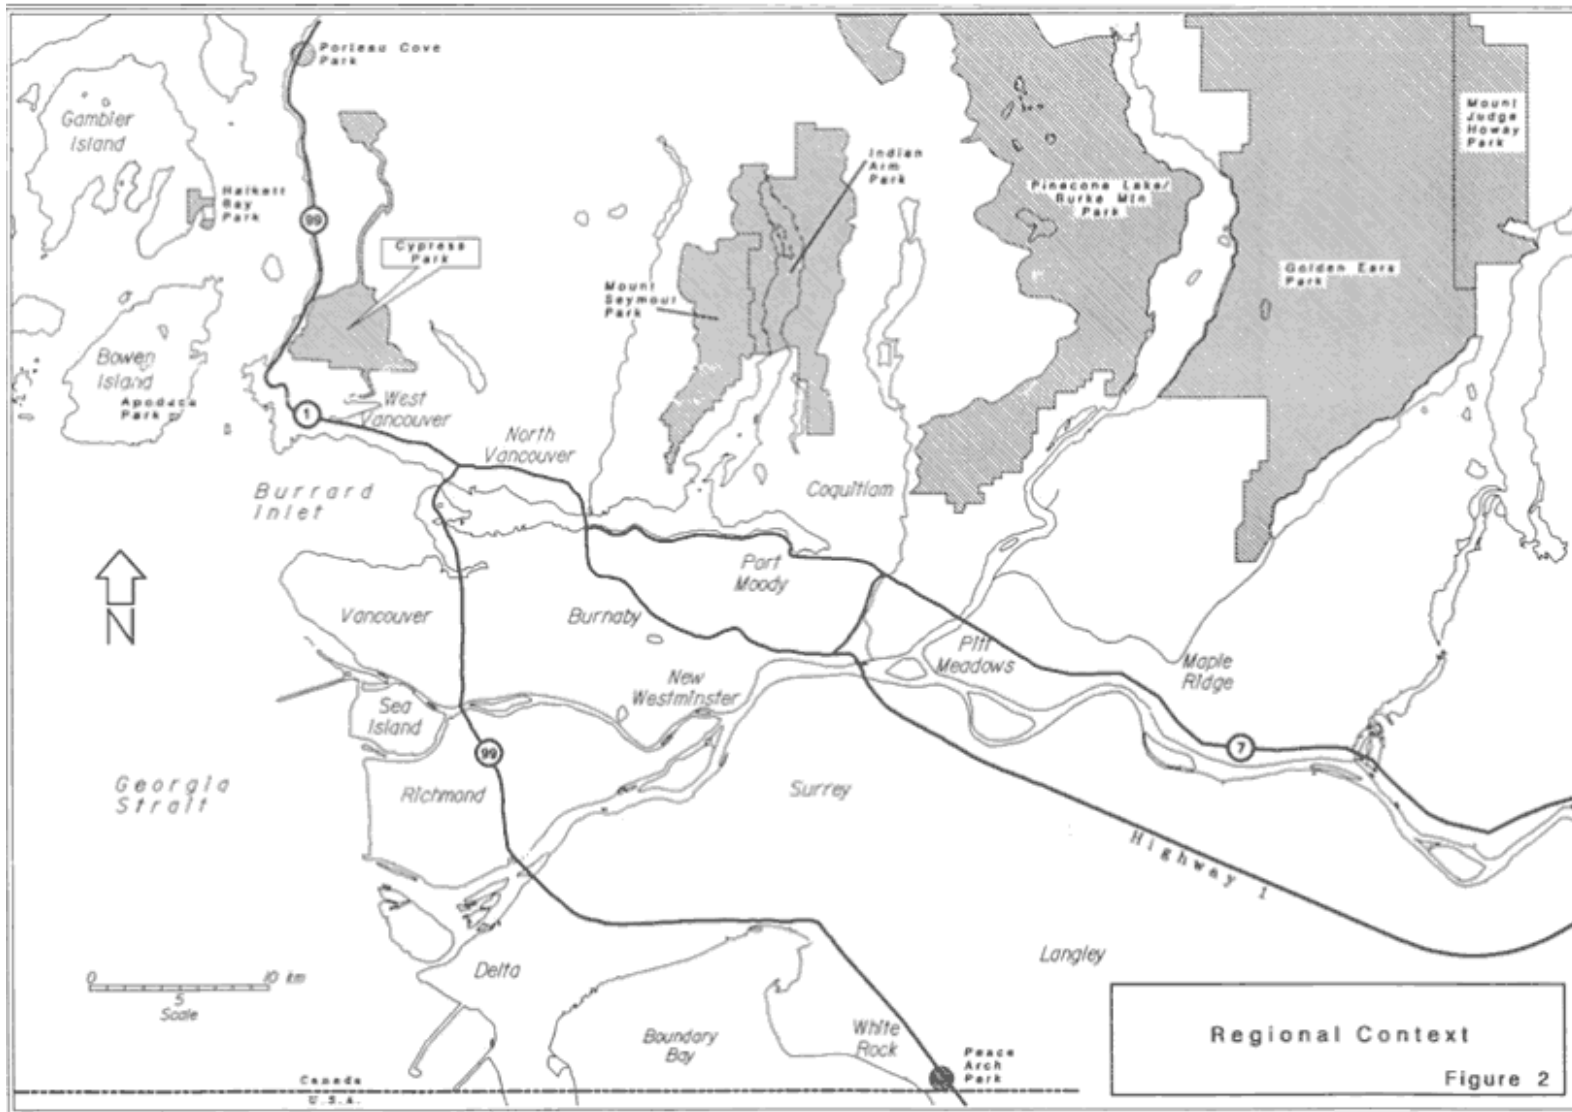 Porteau Cove
Park
Gambier
Island
Halkett
Bay
Park
99
Cypress
Park
Indian
Arm
Park
Mount
Seymour
Park
Pinecone Lake/
Burke Mtn
Park
Mount
Judge
Howay
Park
Golden Ears
Park
Bowen
Island
Apodaca
Park
1
West
Vancouver
North
Vancouver
Burrard
Inlet
Coquitlam
N
Port
Moody
Vancouver
Burnaby
Pitt
Meadows
Maple
Ridge
New
Westminster
Sea
Island
99
7
Georgia
Strait
Richmond
Surrey
Highway 1
Langley
Delta
0 10 km
5
Scale
Boundary
Bay
White
Rock
Peace
Arch
Park
Canada
U.S.A.
Regional Context
Figure 2